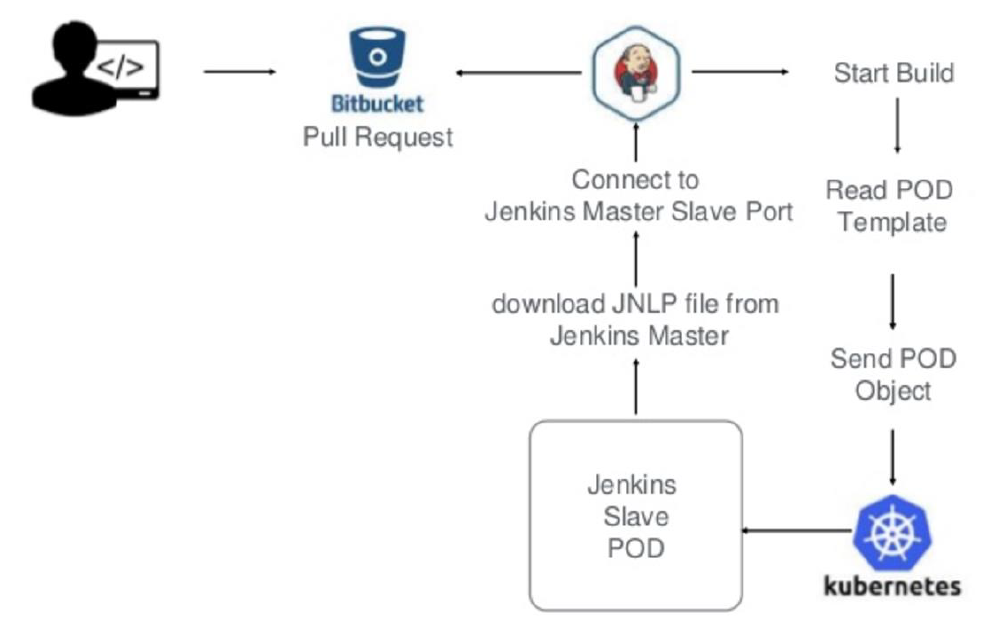 </>
Bitbucket
Pull Request
Start Build
Connect to
Jenkins Master Slave Port
Read POD
Template
download JNLP file from
Jenkins Master
Send POD
Object
Jenkins
Slave
POD
kubernetes